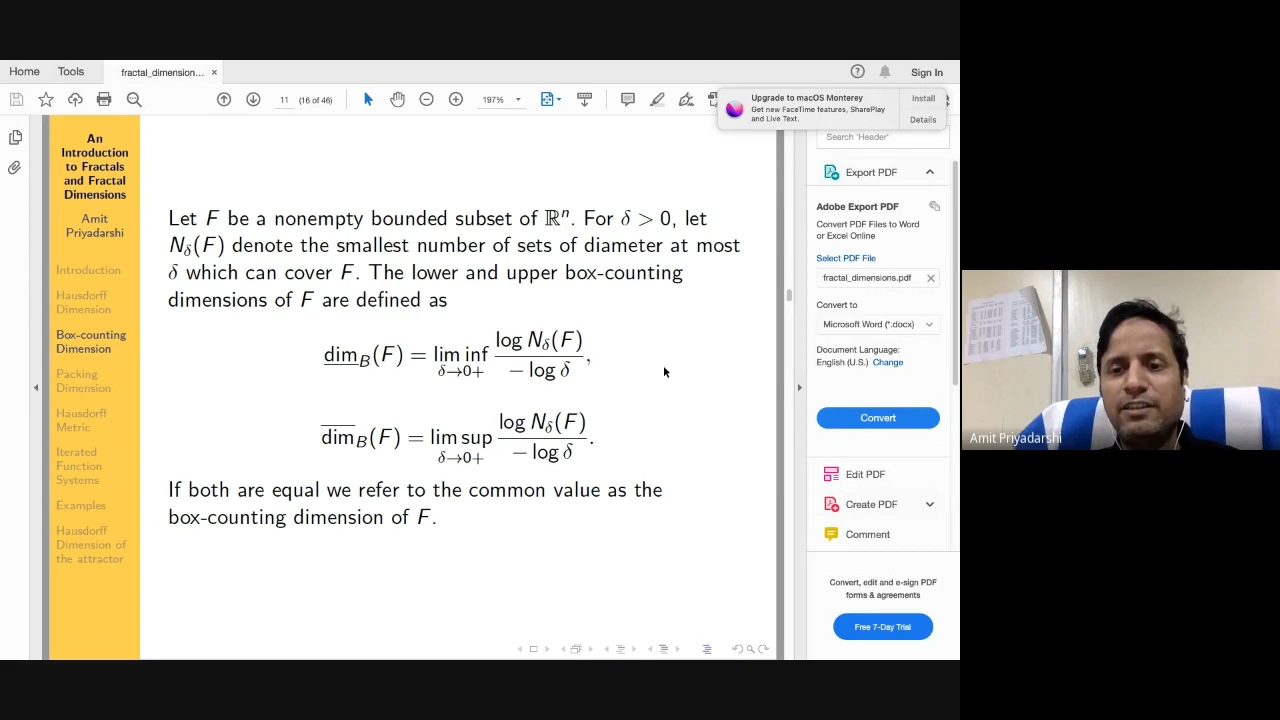 Home Tools fractal_dimension... ×
? Sign In
11 (16 of 46) 197%
Upgrade to macOS Monterey
Get new FaceTime features, SharePlay
and Live Text.
Install
Details
An
Introduction
to Fractals
and Fractal
Dimensions
Amit
Priyadarshi
Introduction
Hausdorff
Dimension
Box-counting
Dimension
Packing
Dimension
Hausdorff
Metric
Iterated
Function
Systems
Examples
Hausdorff
Dimension of
the attractor
Let F be a nonempty bounded subset of ℝⁿ. For δ > 0, let
N_δ(F) denote the smallest number of sets of diameter at most
δ which can cover F. The lower and upper box-counting
dimensions of F are defined as
\underline{dim}_B(F) = lim inf_{δ→0+} \frac{log N_δ(F)}{− log δ},
\overline{dim}_B(F) = lim sup_{δ→0+} \frac{log N_δ(F)}{− log δ}.
If both are equal we refer to the common value as the
box-counting dimension of F.
Search 'Header'
Export PDF
Adobe Export PDF
Convert PDF Files to Word
or Excel Online
Select PDF File
fractal_dimensions.pdf ×
Convert to
Microsoft Word (*.docx)
Document Language:
English (U.S.) Change
Convert
Edit PDF
Create PDF
Comment
Convert, edit and e-sign PDF
forms & agreements
Free 7-Day Trial
Amit Priyadarshi